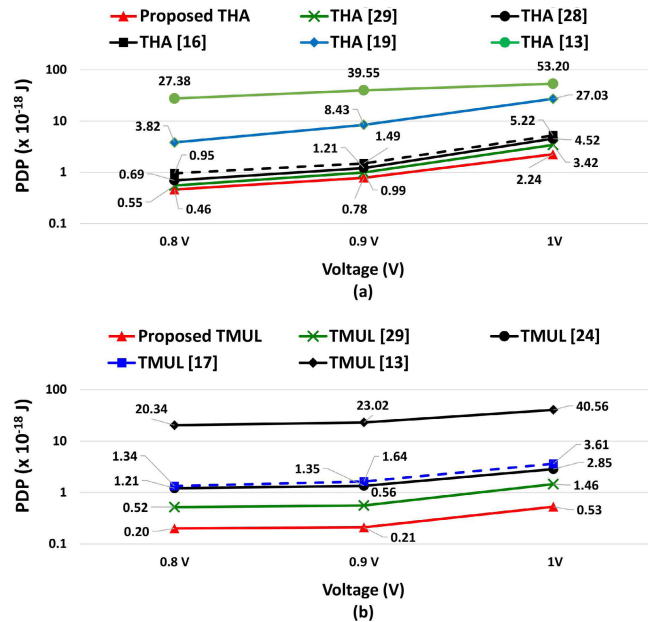 Proposed THA THA [29] THA [28]
THA [16] THA [19] THA [13]
PDP (x 10-18 J)
100
10
1
0.1
27.38 39.55 53.20
3.82 8.43 27.03
0.95 1.21 1.49 5.22
0.69 4.52
0.55 0.46 0.78 0.99 2.24 3.42
0.8 V 0.9 V 1V
Voltage (V)
(a)
Proposed TMUL TMUL [29] TMUL [24]
TMUL [17] TMUL [13]
PDP (x 10-18 J)
100
10
1
0.1
20.34 23.02 40.56
1.34 1.35 1.64 3.61
1.21 2.85
0.52 0.56 1.46
0.20 0.21 0.53
0.8 V 0.9 V 1V
Voltage (V)
(b)